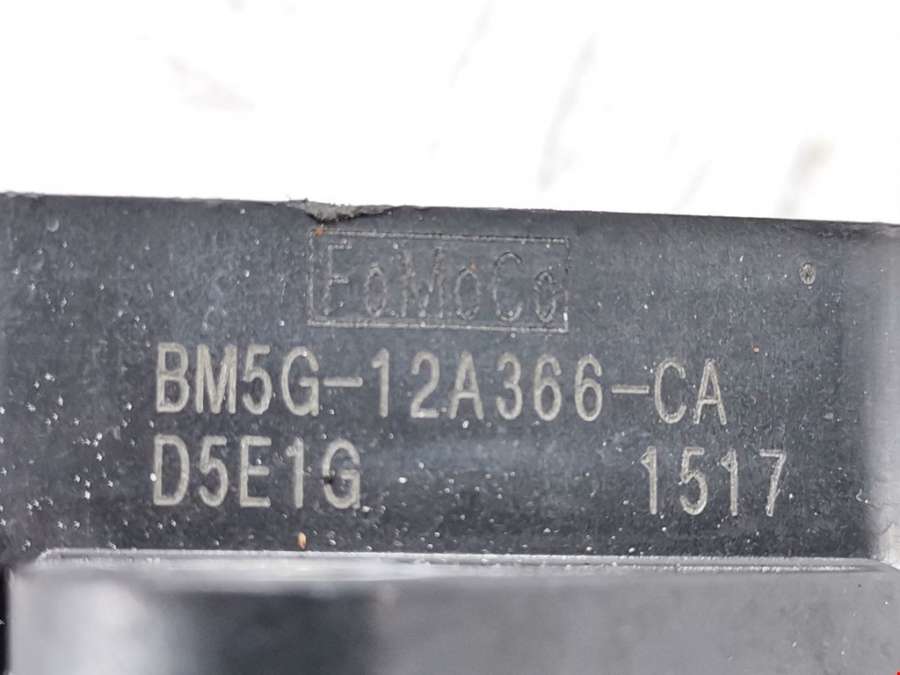 FoMoCo
BM5G-12A366-CA
D5E1G 1517